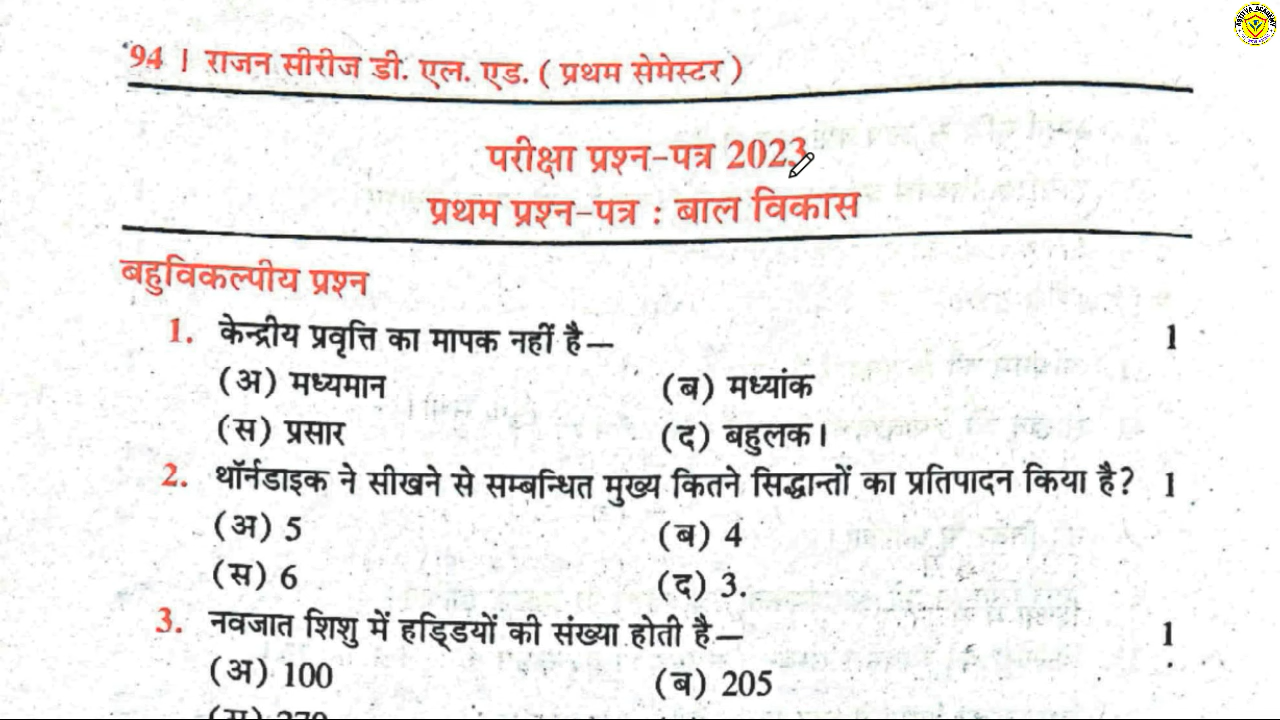 94 | राजन सीरीज डी. एल. एड. ( प्रथम सेमेस्टर )
परीक्षा प्रश्न-पत्र 2023
प्रथम प्रश्न-पत्र : बाल विकास
बहुविकल्पीय प्रश्न
1. केन्द्रीय प्रवृत्ति का मापक नहीं है— 1
(अ) मध्यमान (ब) मध्यांक
(स) प्रसार (द) बहुलक।
2. थॉर्नडाइक ने सीखने से सम्बन्धित मुख्य कितने सिद्धान्तों का प्रतिपादन किया है? 1
(अ) 5 (ब) 4
(स) 6 (द) 3.
3. नवजात शिशु में हड्डियों की संख्या होती है— 1
(अ) 100 (ब) 205